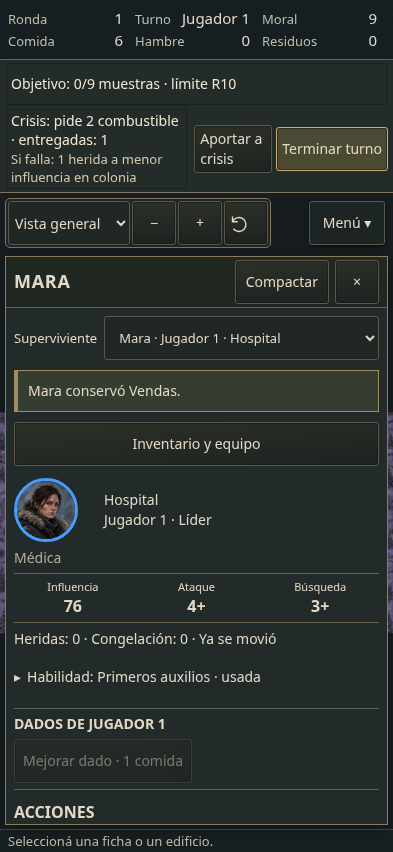 Ronda 1 Turno Jugador 1 Moral 9
Comida 6 Hambre 0 Residuos 0
Objetivo: 0/9 muestras · límite R10
Crisis: pide 2 combustible
· entregadas: 1
Si falla: 1 herida a menor
influencia en colonia
Aportar a
crisis
Terminar turno
Vista general − + Menú ▾
MARA Compactar ×
Superviviente Mara · Jugador 1 · Hospital
Mara conservó Vendas.
Inventario y equipo
Hospital
Jugador 1 · Líder
Médica
Influencia Ataque Búsqueda
76 4+ 3+
Heridas: 0 · Congelación: 0 · Ya se movió
▸ Habilidad: Primeros auxilios · usada
DADOS DE JUGADOR 1
Mejorar dado · 1 comida
ACCIONES
Seleccioná una ficha o un edificio.